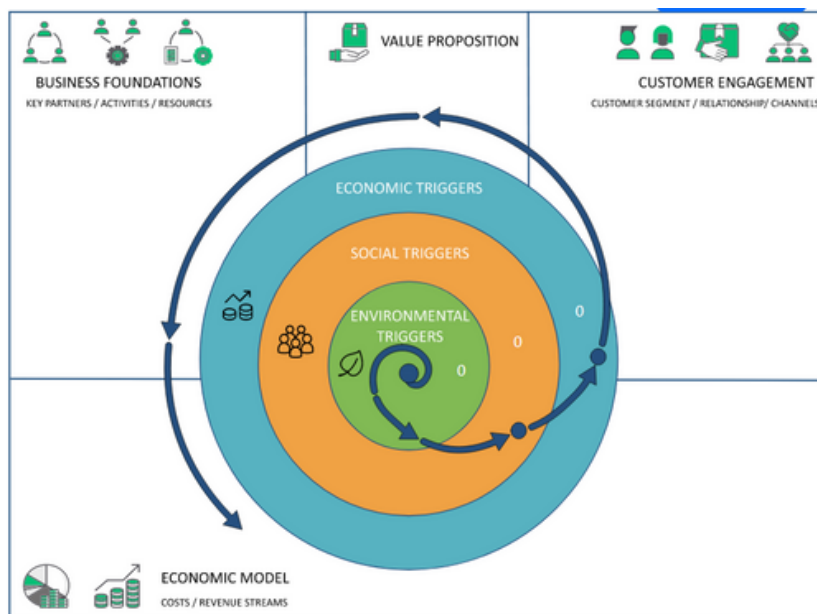 BUSINESS FOUNDATIONS
KEY PARTNERS / ACTIVITIES / RESOURCES
VALUE PROPOSITION
CUSTOMER ENGAGEMENT
CUSTOMER SEGMENT / RELATIONSHIP/ CHANNELS
ECONOMIC TRIGGERS
SOCIAL TRIGGERS
ENVIRONMENTAL
TRIGGERS
0
0
0
ECONOMIC MODEL
COSTS / REVENUE STREAMS